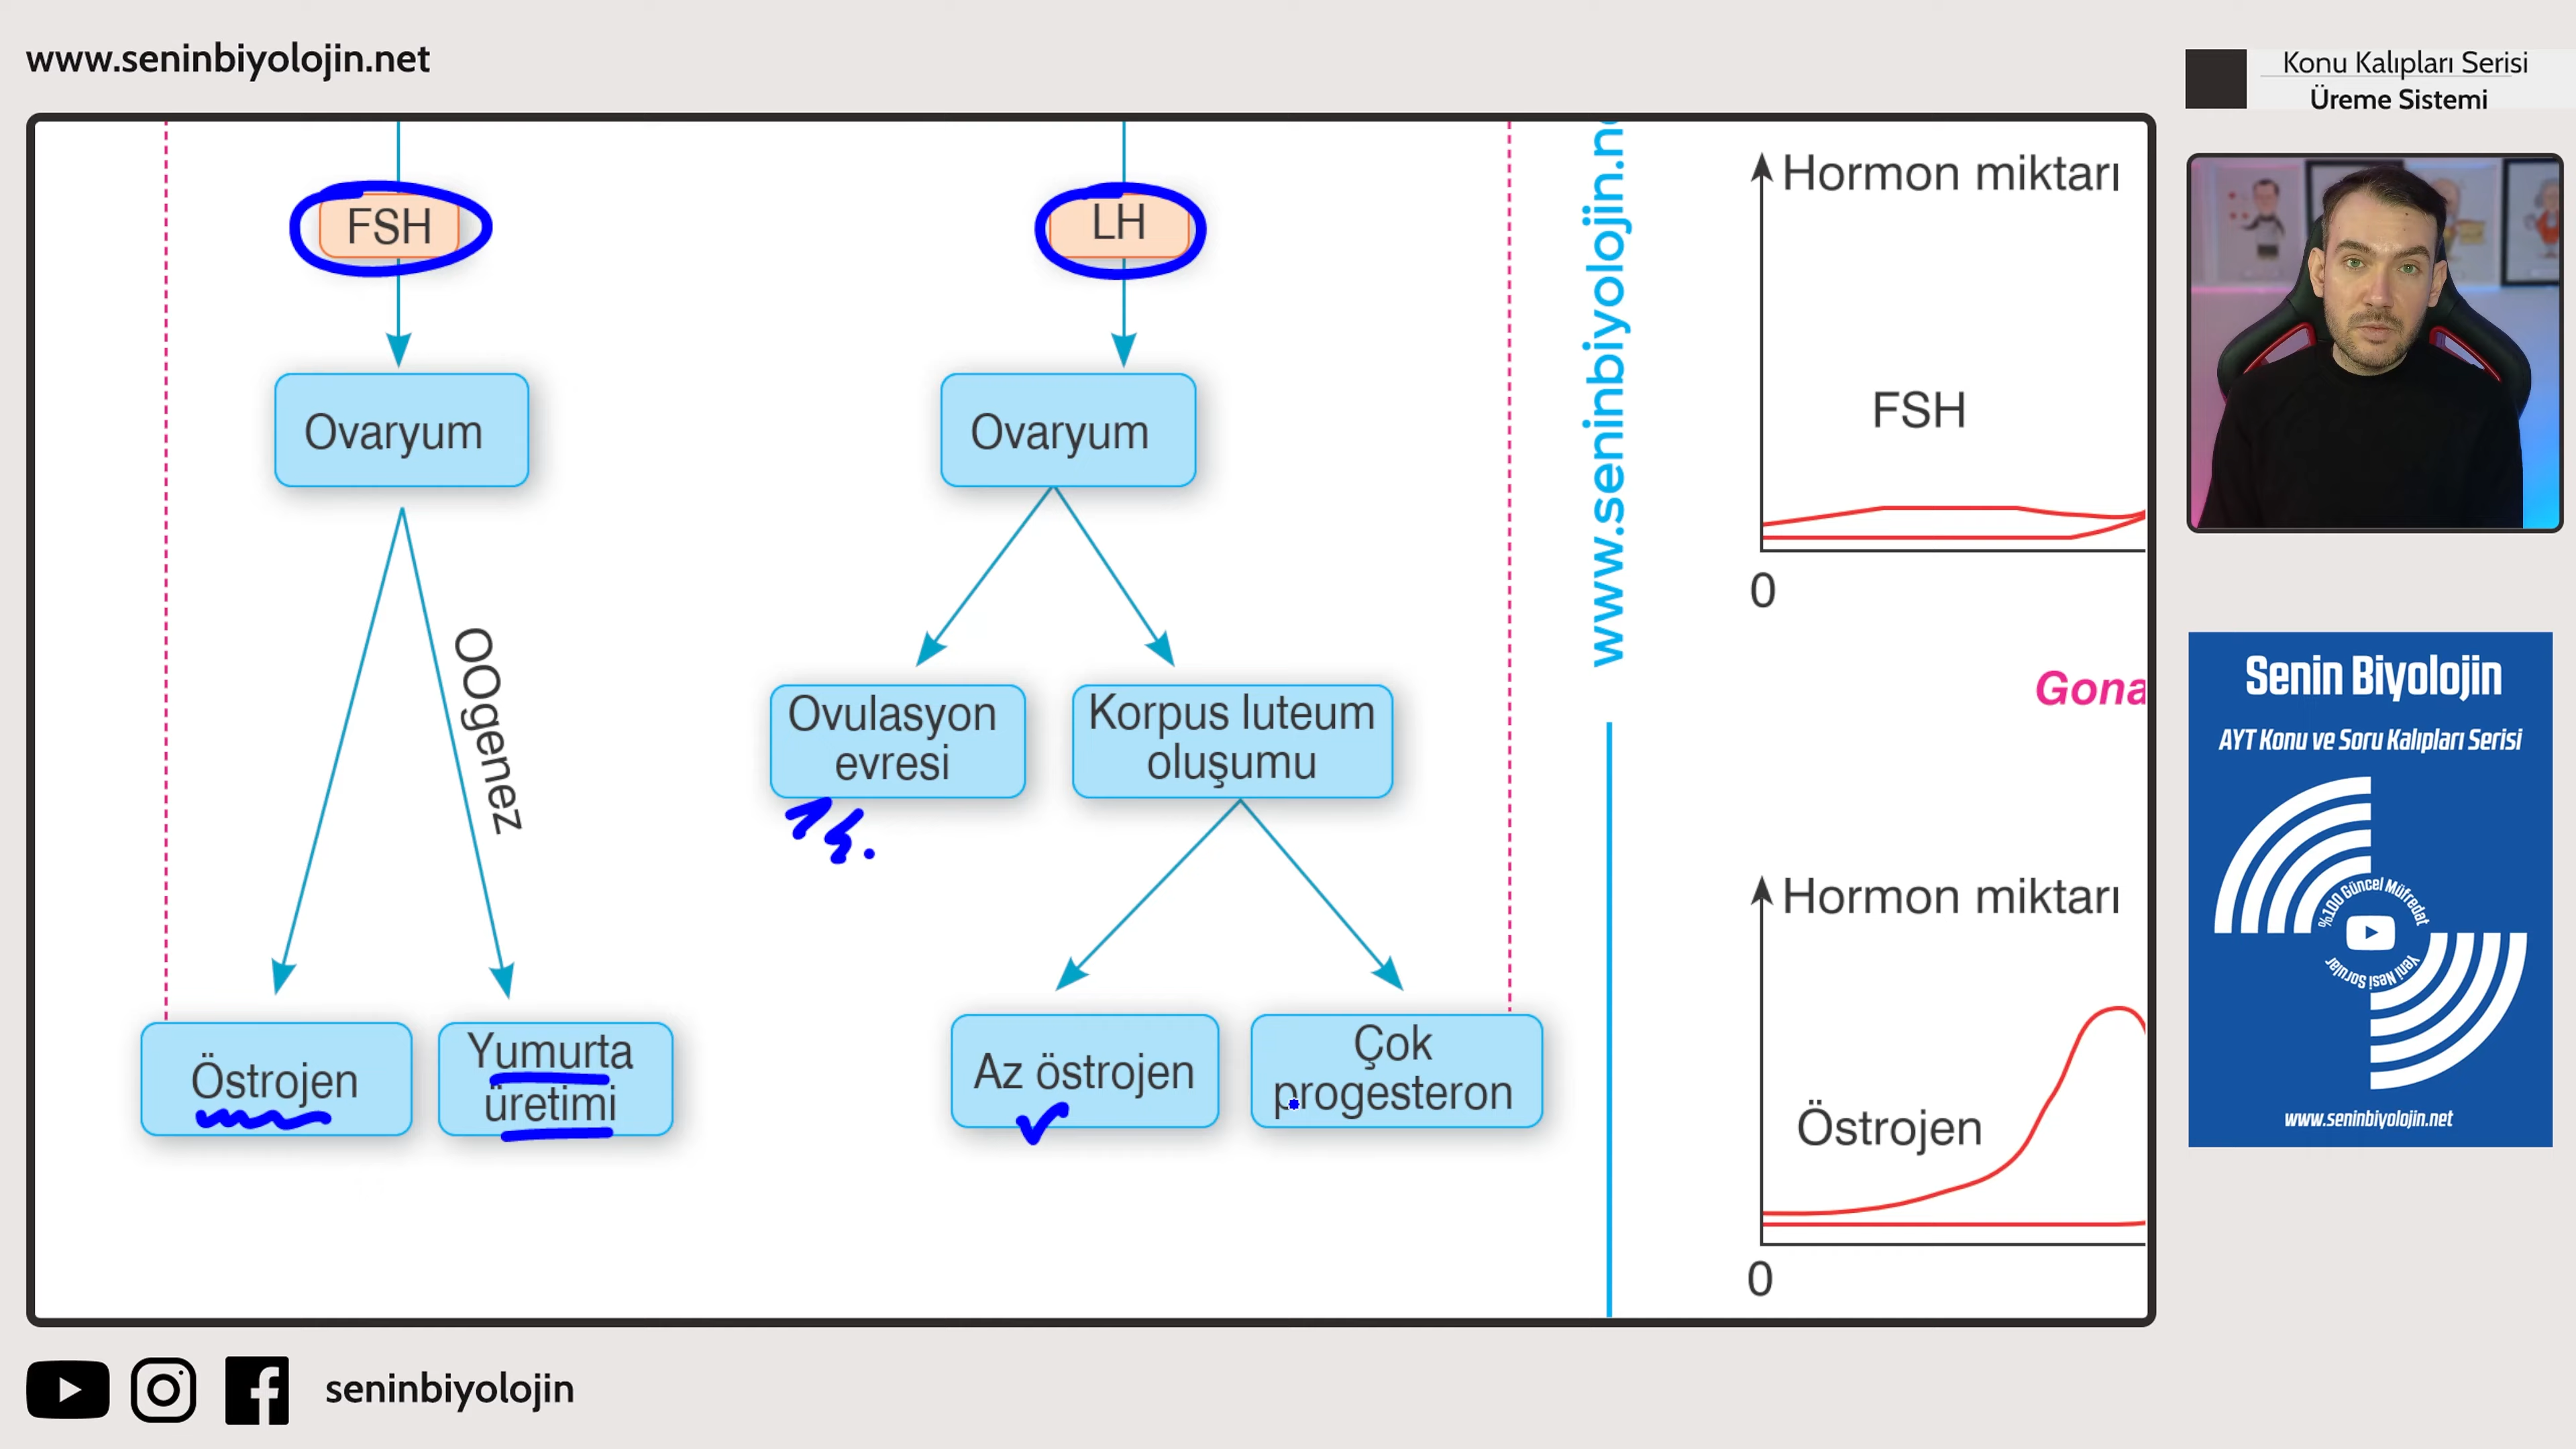 www.seninbiyolojin.net
Konu Kalıpları Serisi
Üreme Sistemi
FSH
LH
Ovaryum
Ovaryum
OOgenez
Ovulasyon
evresi
14.
Korpus luteum
oluşumu
Östrojen
Yumurta
üretimi
Az östrojen
Çok
progesteron
www.seninbiyolojin.n
Hormon miktarı
FSH
0
Gona
Hormon miktarı
Östrojen
0
Senin Biyolojin
AYT Konu ve Soru Kalıpları Serisi
%100 Güncel Müfredat
Yeni Nesil Sorular
www.seninbiyolojin.net
seninbiyolojin